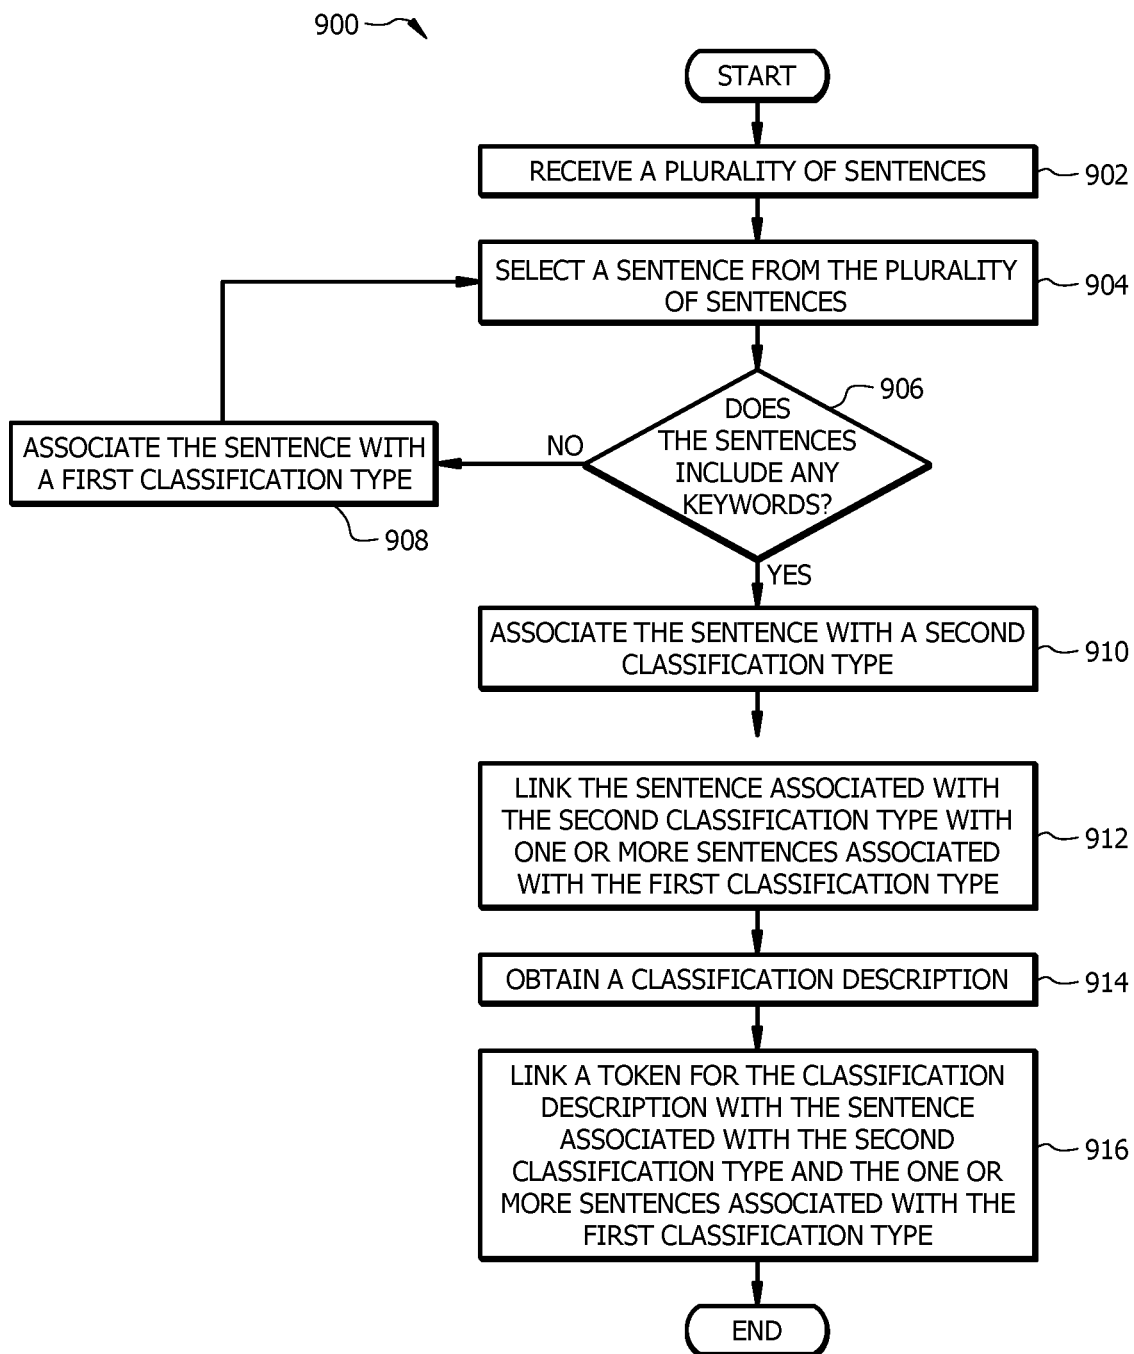 900
START
RECEIVE A PLURALITY OF SENTENCES
902
SELECT A SENTENCE FROM THE PLURALITY
OF SENTENCES
904
906
DOES
THE SENTENCES
INCLUDE ANY
KEYWORDS?
NO
ASSOCIATE THE SENTENCE WITH
A FIRST CLASSIFICATION TYPE
908
YES
ASSOCIATE THE SENTENCE WITH A SECOND
CLASSIFICATION TYPE
910
LINK THE SENTENCE ASSOCIATED WITH
THE SECOND CLASSIFICATION TYPE WITH
ONE OR MORE SENTENCES ASSOCIATED
WITH THE FIRST CLASSIFICATION TYPE
912
OBTAIN A CLASSIFICATION DESCRIPTION
914
LINK A TOKEN FOR THE CLASSIFICATION
DESCRIPTION WITH THE SENTENCE
ASSOCIATED WITH THE SECOND
CLASSIFICATION TYPE AND THE ONE OR
MORE SENTENCES ASSOCIATED WITH THE
FIRST CLASSIFICATION TYPE
916
END